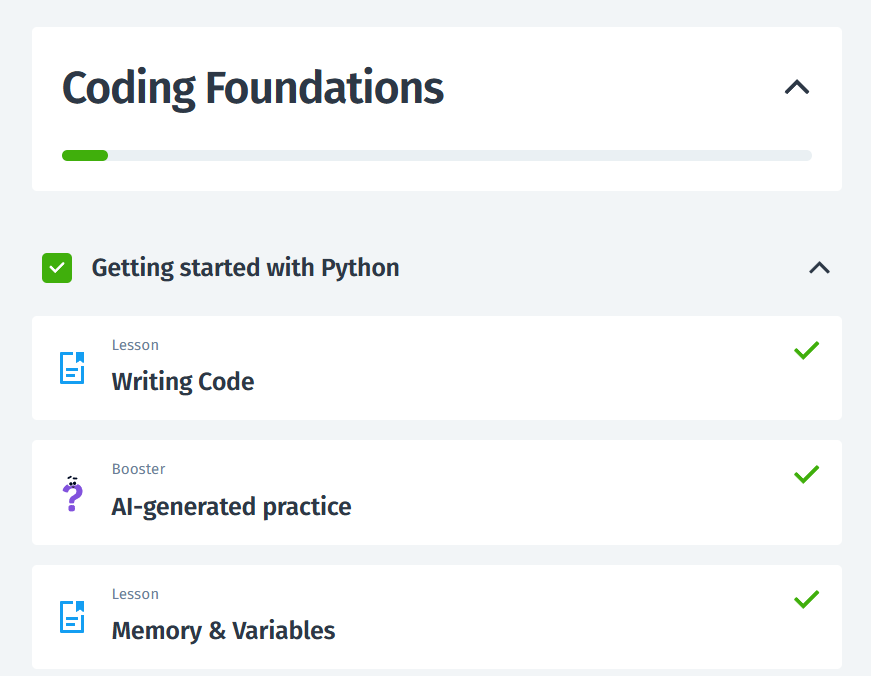 Coding Foundations
Getting started with Python
Lesson
Writing Code
Booster
AI-generated practice
Lesson
Memory & Variables